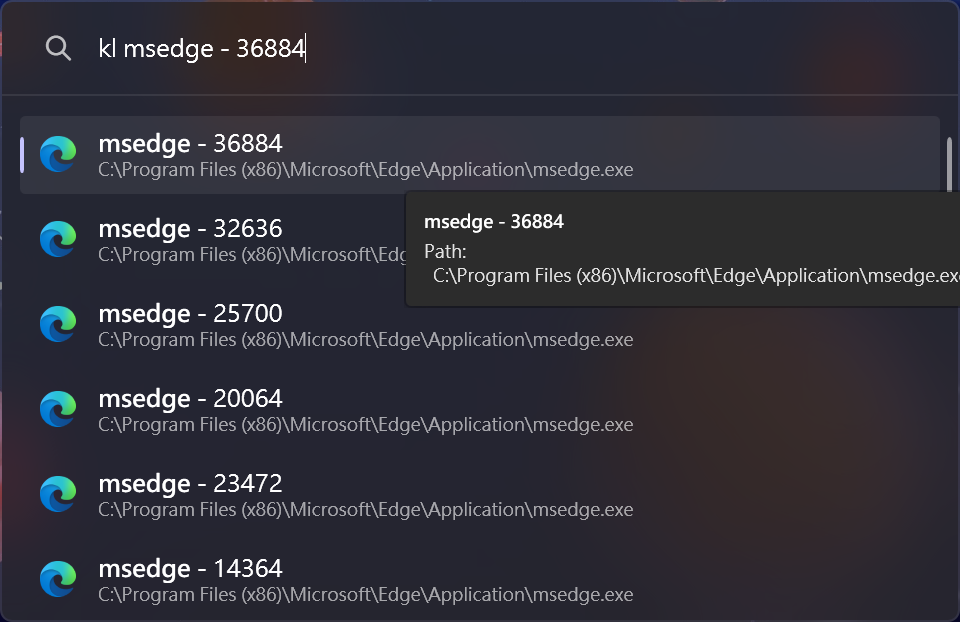 kl msedge - 36884
msedge - 36884
C:\Program Files (x86)\Microsoft\Edge\Application\msedge.exe
msedge - 32636
C:\Program Files (x86)\Microsoft\Edg
msedge - 36884
Path:
C:\Program Files (x86)\Microsoft\Edge\Application\msedge.exe
msedge - 25700
C:\Program Files (x86)\Microsoft\Edge\Application\msedge.exe
msedge - 20064
C:\Program Files (x86)\Microsoft\Edge\Application\msedge.exe
msedge - 23472
C:\Program Files (x86)\Microsoft\Edge\Application\msedge.exe
msedge - 14364
C:\Program Files (x86)\Microsoft\Edge\Application\msedge.exe